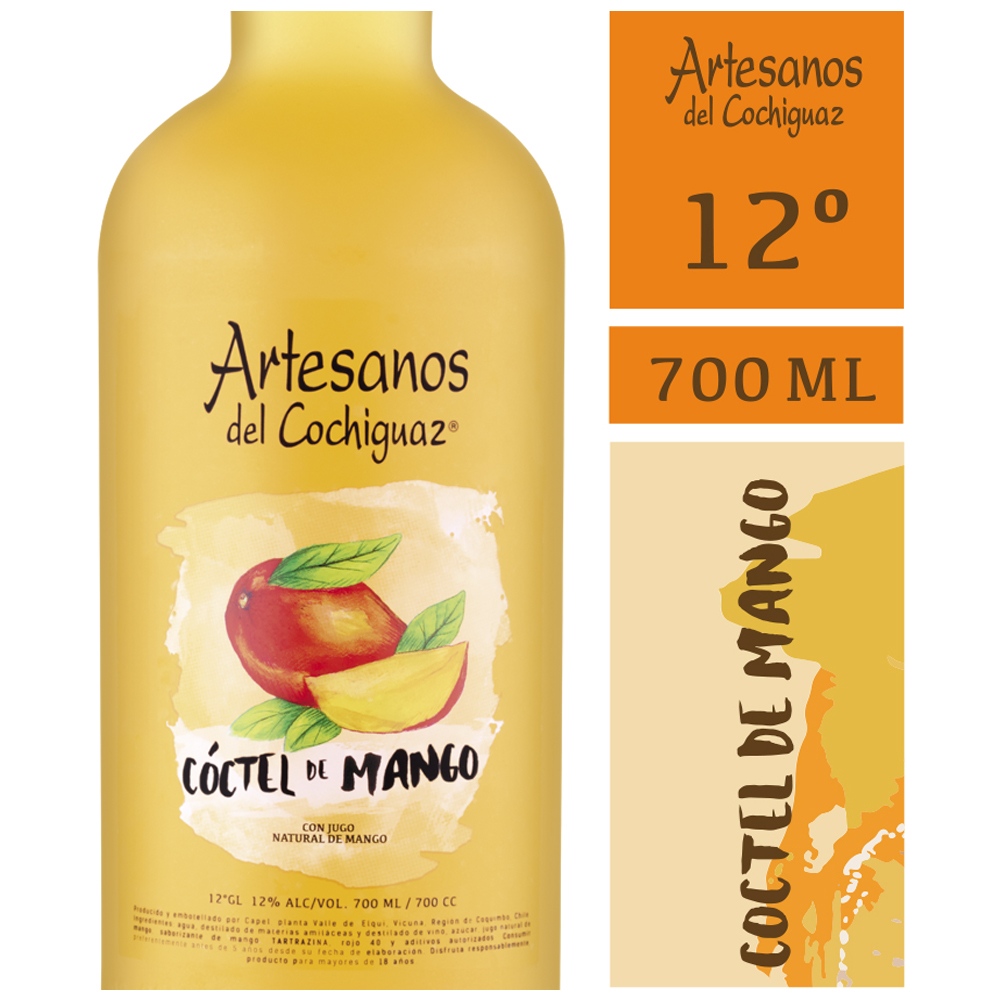 Artesanos
del Cochiguaz®
CÓCTEL DE MANGO
CON JUGO
NATURAL DE MANGO
12°GL 12% ALC/VOL. 700 ML / 700 CC
Producido y embotellado por Capel, planta Valle de Elqui, Vicuna, Región de Coquimbo, Chile.
Ingredientes: agua, destilado de materias amiláceas y destilado de vino, azúcar, jugo natural de
mango saborizante de mango TARTRAZINA, rojo 40 y aditivos autorizados Consumir
preferentemente antes de 5 años desde su fecha de elaboración. Disfruta responsablemente,
producto para mayores de 18 años
Artesanos
del Cochiguaz
12º
700 ML
COCTEL DE MANGO